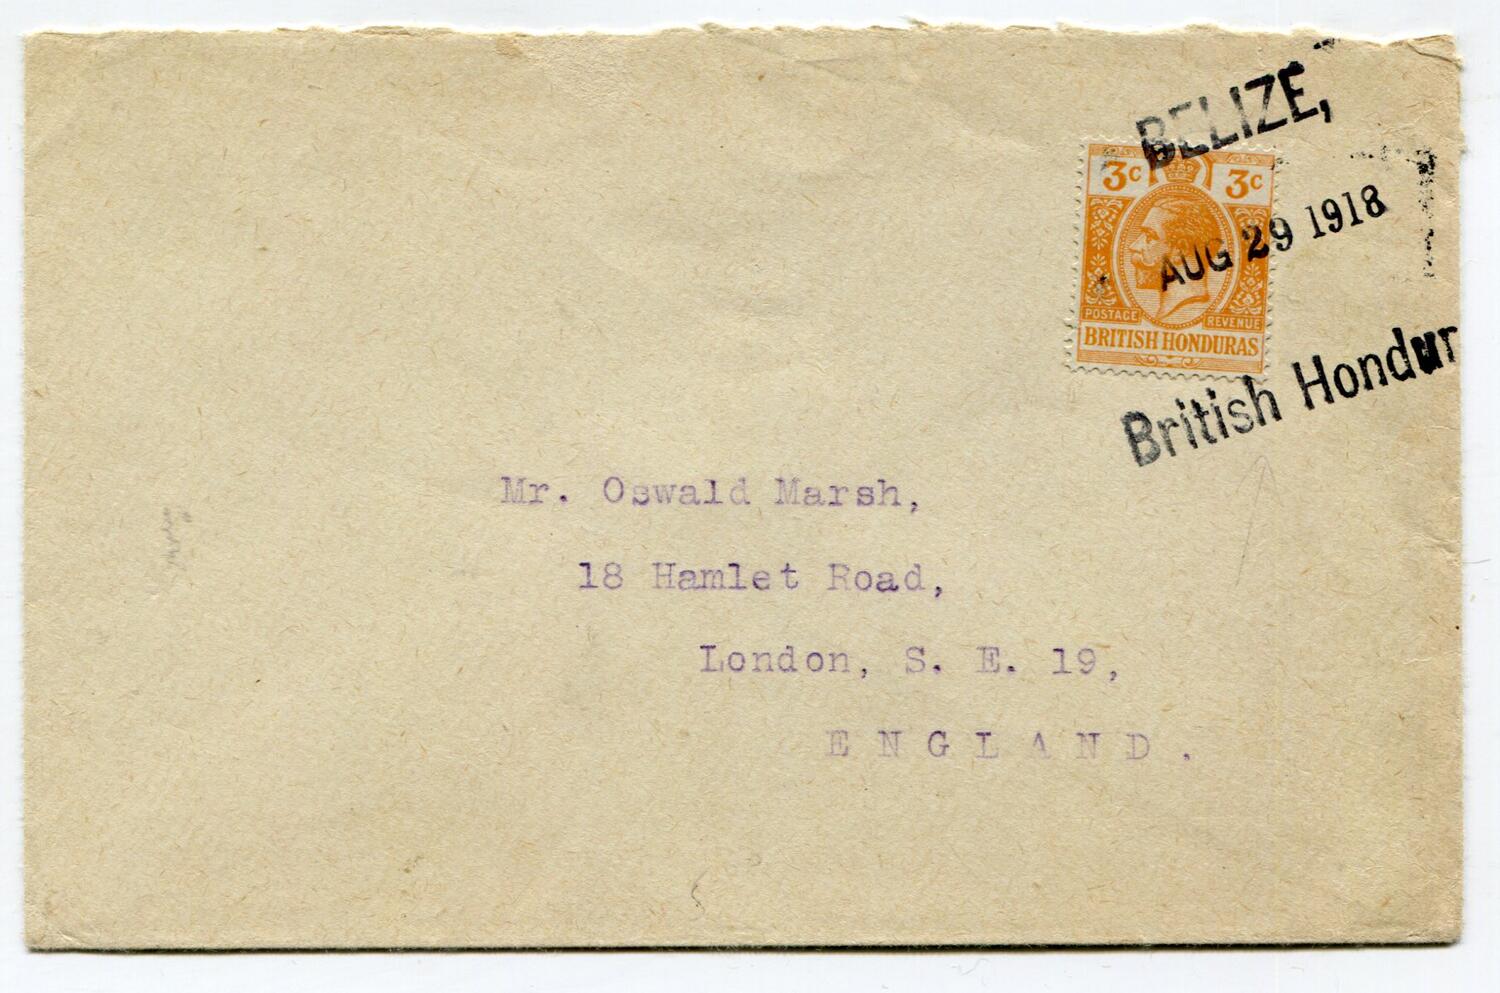 BELIZE,
3c 3c
AUG 29 1918
POSTAGE REVENUE
BRITISH HONDURAS
British Hondur
Mr. Oswald Marsh,
18 Hamlet Road,
London, S. E. 19,
ENGLAND.